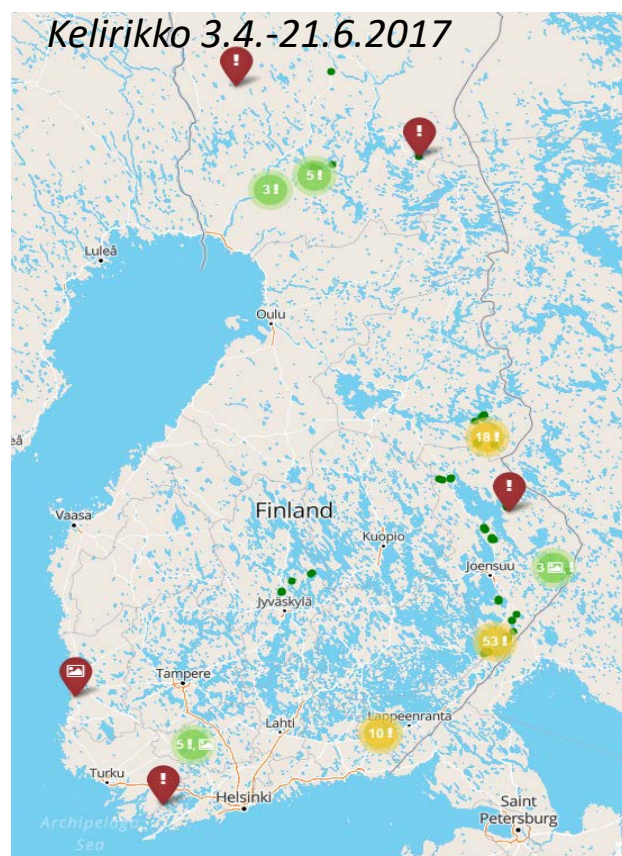 Kelirikko 3.4.-21.6.2017
3!
5!
Luleå
Oulu
eå
18!
Finland
Vaasa
Kuopio
Joensuu
3
Jyväskylä
53!
Tampere
Lappeenranta
Lahti
10!
5!
Turku
Helsinki
Saint
Petersburg
Archipelago
Sea